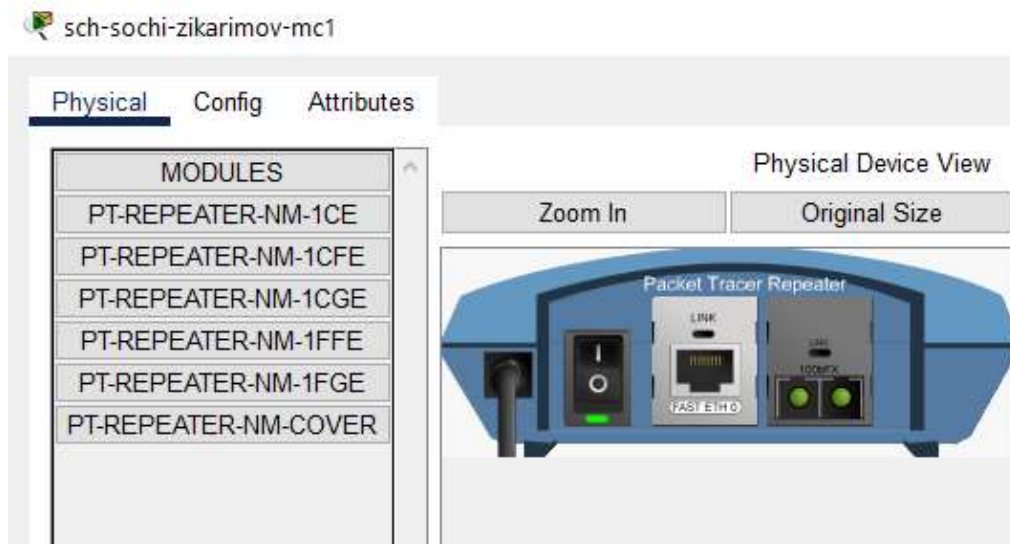 sch-sochi-zikarimov-mc1
Physical Config Attributes
MODULES
PT-REPEATER-NM-1CE
PT-REPEATER-NM-1CFE
PT-REPEATER-NM-1CGE
PT-REPEATER-NM-1FFE
PT-REPEATER-NM-1FGE
PT-REPEATER-NM-COVER
Physical Device View
Zoom In Original Size
Packet Tracer Repeater
LINK
FAST ETH 0
LINK
100bFX